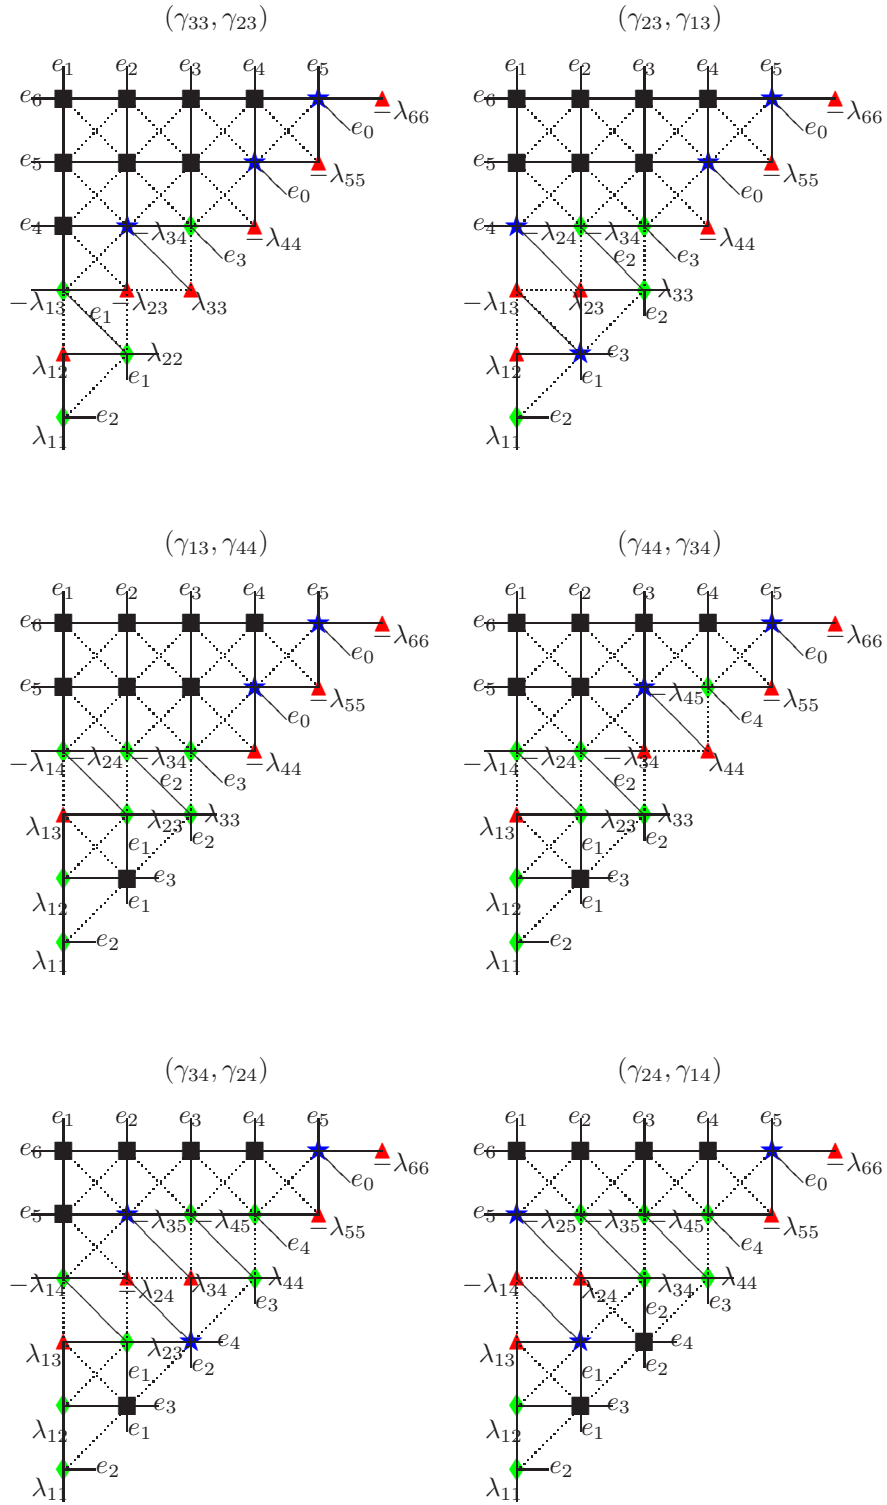 (γ₃₃, γ₂₃) (γ₂₃, γ₁₃)
e₁ e₂ e₃ e₄ e₅ e₁ e₂ e₃ e₄ e₅
e₆ −λ₆₆ e₆ −λ₆₆
e₀ e₀
e₅ −λ₅₅ e₅ −λ₅₅
e₀ e₀
e₄ −λ₃₄ −λ₄₄ e₄ −λ₂₄ −λ₃₄ −λ₄₄
e₃ e₂ e₃
−λ₁₃ −λ₂₃ λ₃₃ −λ₁₃ λ₂₃ λ₃₃
e₁ e₂
λ₁₂ λ₂₂ λ₁₂ e₃
e₁ e₁
e₂ e₂
λ₁₁ λ₁₁
(γ₁₃, γ₄₄) (γ₄₄, γ₃₄)
e₁ e₂ e₃ e₄ e₅ e₁ e₂ e₃ e₄ e₅
e₆ −λ₆₆ e₆ −λ₆₆
e₀ e₀
e₅ −λ₅₅ e₅ −λ₄₅ −λ₅₅
e₀ e₄
−λ₁₄ −λ₂₄ −λ₃₄ −λ₄₄ −λ₁₄ −λ₂₄ −λ₃₄ λ₄₄
e₂ e₃ e₂
λ₁₃ λ₂₃ λ₃₃ λ₁₃ λ₂₃ λ₃₃
e₁ e₂ e₁ e₂
λ₁₂ e₃ λ₁₂ e₃
e₁ e₁
e₂ e₂
λ₁₁ λ₁₁
(γ₃₄, γ₂₄) (γ₂₄, γ₁₄)
e₁ e₂ e₃ e₄ e₅ e₁ e₂ e₃ e₄ e₅
e₆ −λ₆₆ e₆ −λ₆₆
e₀ e₀
e₅ −λ₃₅ −λ₄₅ −λ₅₅ e₅ −λ₂₅ −λ₃₅ −λ₄₅ −λ₅₅
e₄ e₄
−λ₁₄ −λ₂₄ λ₃₄ λ₄₄ −λ₁₄ λ₂₄ λ₃₄ λ₄₄
e₃ e₂ e₃
λ₁₃ λ₂₃ e₄ λ₁₃ e₄
e₁ e₂ e₁ e₂
λ₁₂ e₃ λ₁₂ e₃
e₁ e₁
e₂ e₂
λ₁₁ λ₁₁